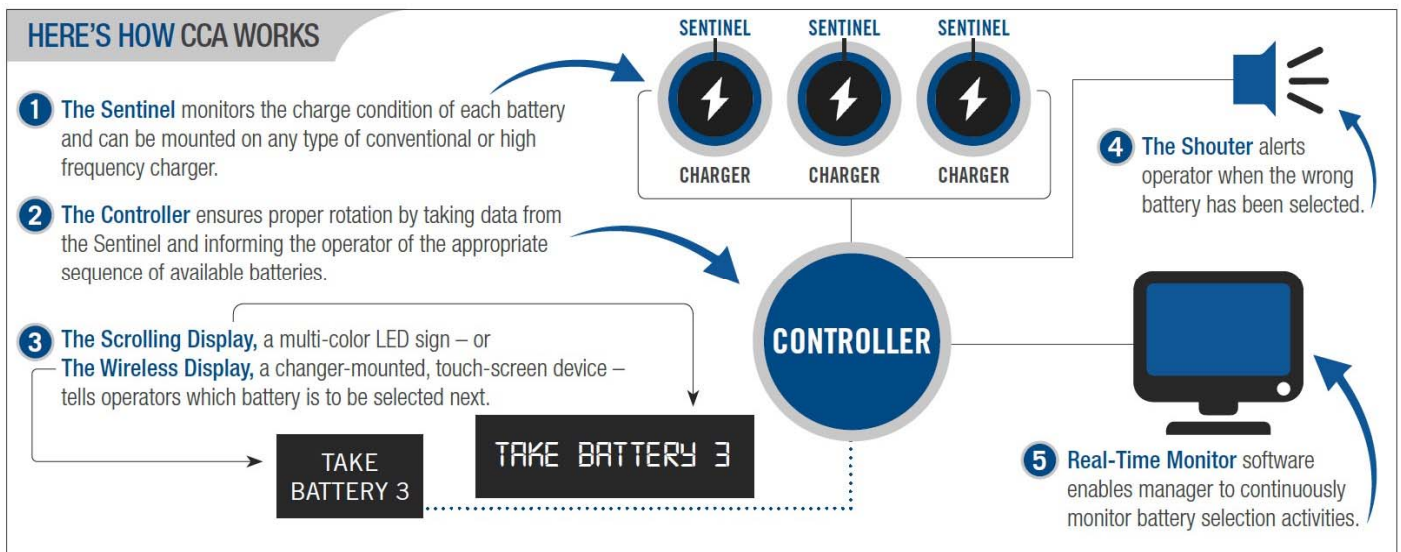 HERE'S HOW CCA WORKS
1 The Sentinel monitors the charge condition of each battery
and can be mounted on any type of conventional or high
frequency charger.
2 The Controller ensures proper rotation by taking data from
the Sentinel and informing the operator of the appropriate
sequence of available batteries.
3 The Scrolling Display, a multi-color LED sign – or
The Wireless Display, a changer-mounted, touch-screen device –
tells operators which battery is to be selected next.
TAKE
BATTERY 3
TAKE BATTERY 3
SENTINEL SENTINEL SENTINEL
CHARGER CHARGER CHARGER
CONTROLLER
4 The Shouter alerts
operator when the wrong
battery has been selected.
5 Real-Time Monitor software
enables manager to continuously
monitor battery selection activities.